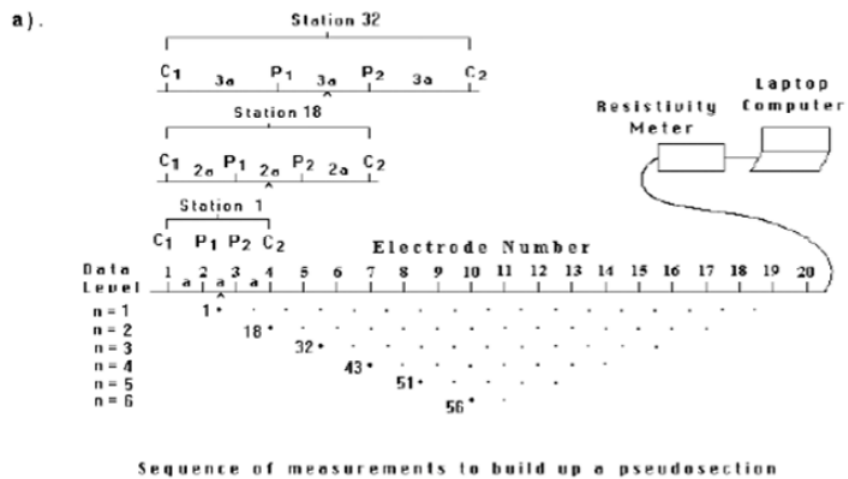 a).
Station 32
C1 3a P1 3a P2 3a C2
Station 18
C1 2a P1 2a P2 2a C2
Station 1
C1 P1 P2 C2
Resistivity Meter
Laptop Computer
Electrode Number
Data Level
1 2 3 4 5 6 7 8 9 10 11 12 13 14 15 16 17 18 19 20
a a a
n = 1 1
n = 2 18
n = 3 32
n = 4 43
n = 5 51
n = 6 56
Sequence of measurements to build up a pseudosection